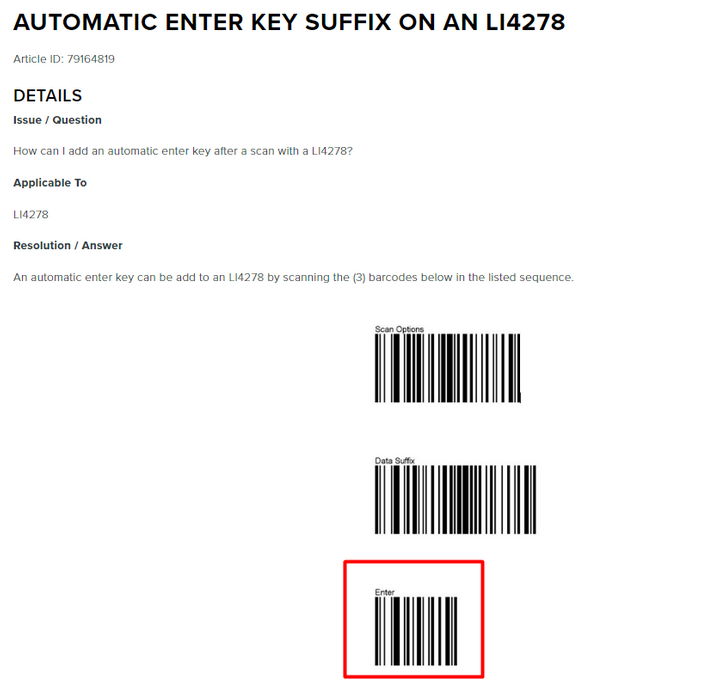 AUTOMATIC ENTER KEY SUFFIX ON AN LI4278
Article ID: 79164819
DETAILS
Issue / Question
How can I add an automatic enter key after a scan with a LI4278?
Applicable To
LI4278
Resolution / Answer
An automatic enter key can be add to an LI4278 by scanning the (3) barcodes below in the listed sequence.
Scan Options
Data Suffix
Enter